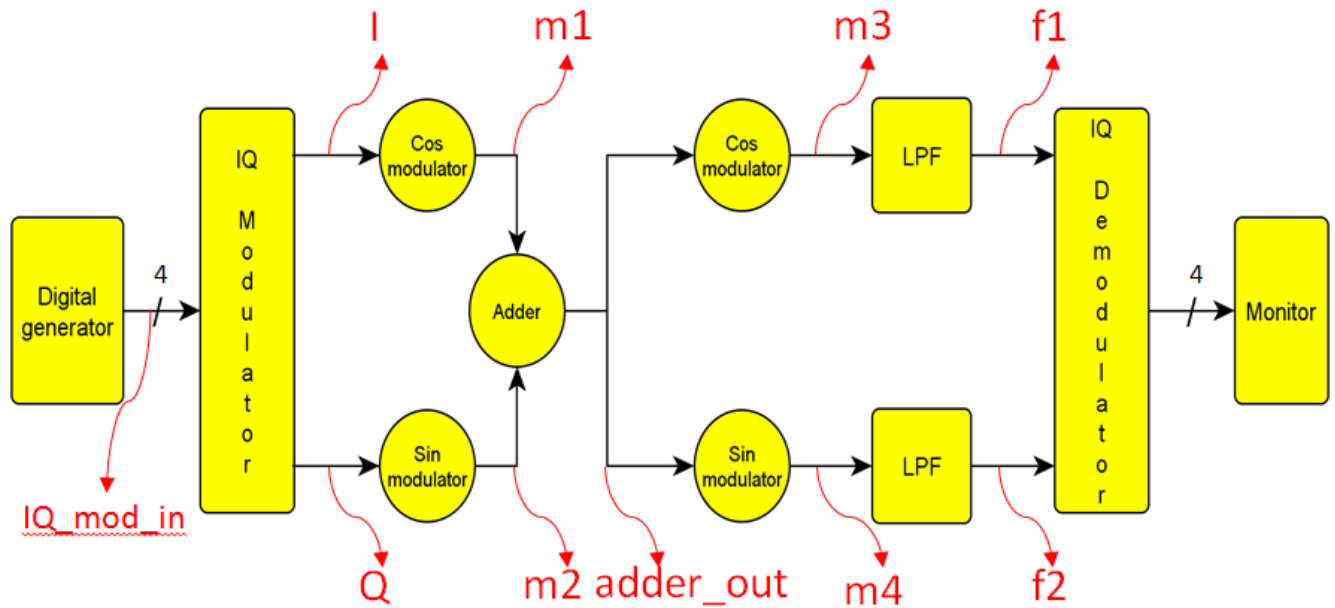 I
m1
m3
f1
IQ
Modulator
Cos
modulator
Cos
modulator
LPF
IQ
Demodulator
4
Digital
generator
Adder
4
Monitor
Sin
modulator
Sin
modulator
LPF
IQ_mod_in
Q
m2
adder_out
m4
f2